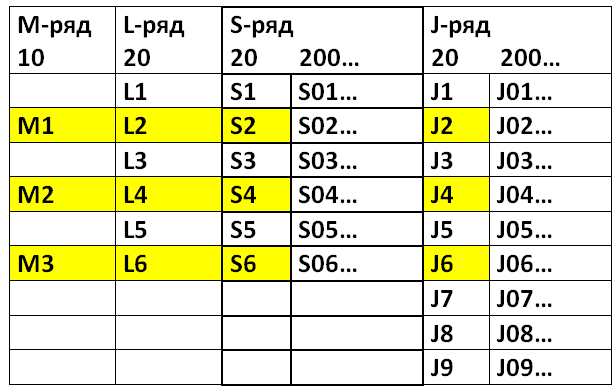 M-ряд L-ряд S-ряд J-ряд
10 20 20 200... 20 200...
L1 S1 S01... J1 J01...
M1 L2 S2 S02... J2 J02...
L3 S3 S03... J3 J03...
M2 L4 S4 S04... J4 J04...
L5 S5 S05... J5 J05...
M3 L6 S6 S06... J6 J06...
J7 J07...
J8 J08...
J9 J09...